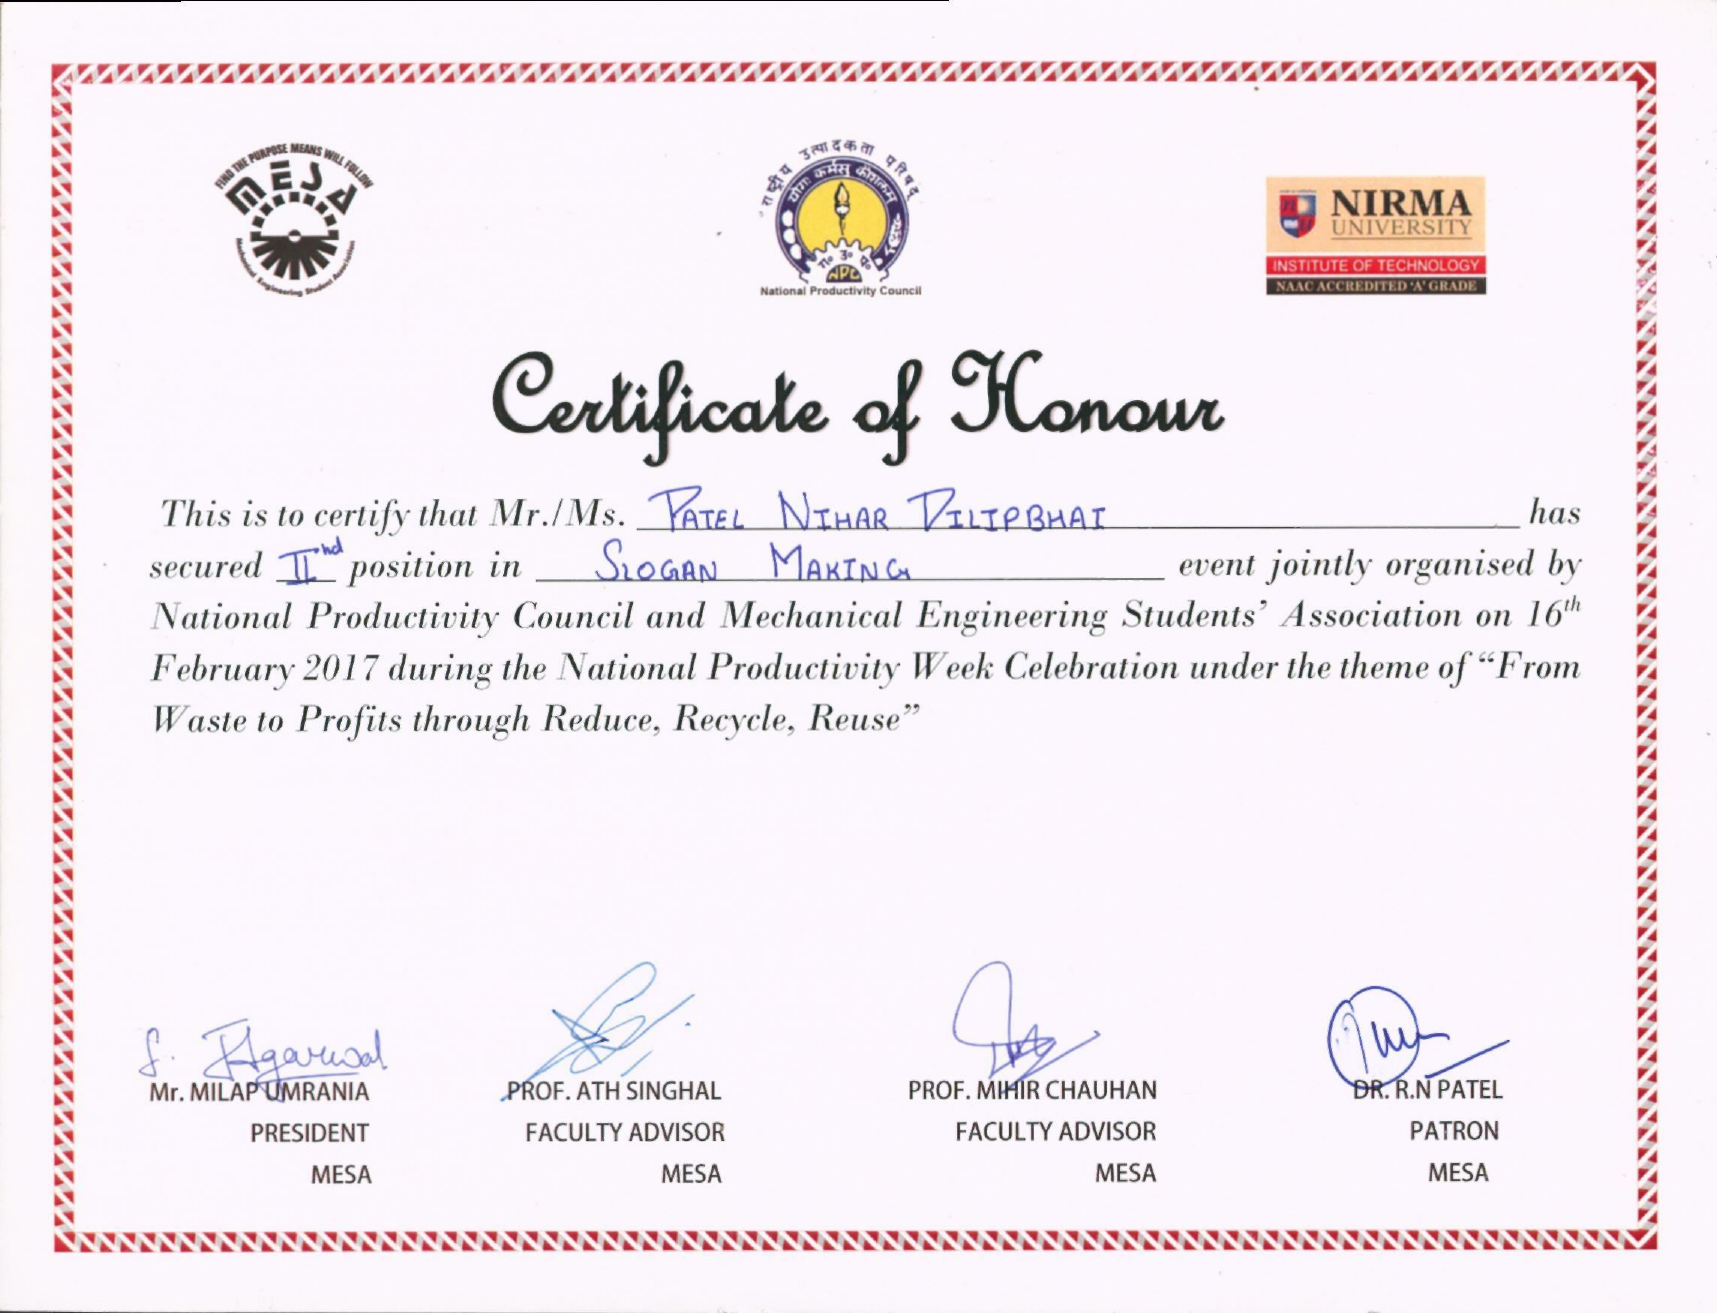 FIND THE PURPOSE MEANS WILL FOLLOW
MESA
Mechanical Engineering Student Association
राष्ट्रीय उत्पादकता परिषद
योगः कर्मसु कौशलम्
रा॰ उ॰ प॰
NPC
National Productivity Council
NIRMA
UNIVERSITY
INSTITUTE OF TECHNOLOGY
NAAC ACCREDITED 'A' GRADE
Certificate of Honour
This is to certify that Mr./Ms. PATEL NIHAR DILIPBHAI has
secured IInd position in SLOGAN MAKING event jointly organised by
National Productivity Council and Mechanical Engineering Students' Association on 16th
February 2017 during the National Productivity Week Celebration under the theme of “From
Waste to Profits through Reduce, Recycle, Reuse”
Mr. MILAP UMRANIA
PRESIDENT
MESA
PROF. ATH SINGHAL
FACULTY ADVISOR
MESA
PROF. MIHIR CHAUHAN
FACULTY ADVISOR
MESA
DR. R.N PATEL
PATRON
MESA